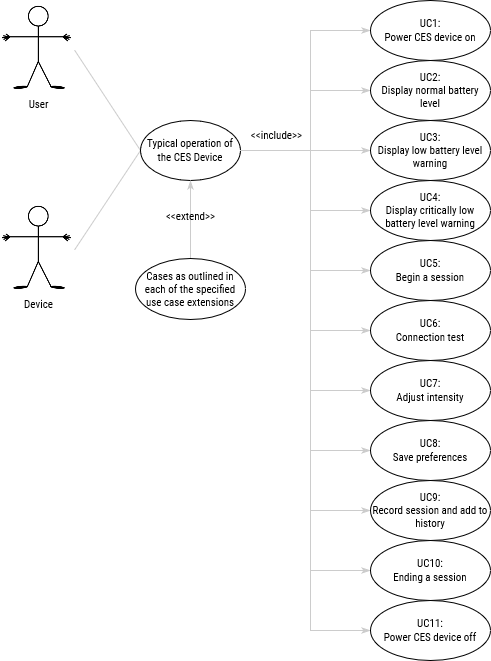 User
Device
Typical operation of
the CES Device
<<extend>>
Cases as outlined in
each of the specified
use case extensions
<<include>>
UC1:
Power CES device on
UC2:
Display normal battery
level
UC3:
Display low battery level
warning
UC4:
Display critically low
battery level warning
UC5:
Begin a session
UC6:
Connection test
UC7:
Adjust intensity
UC8:
Save preferences
UC9:
Record session and add to
history
UC10:
Ending a session
UC11:
Power CES device off